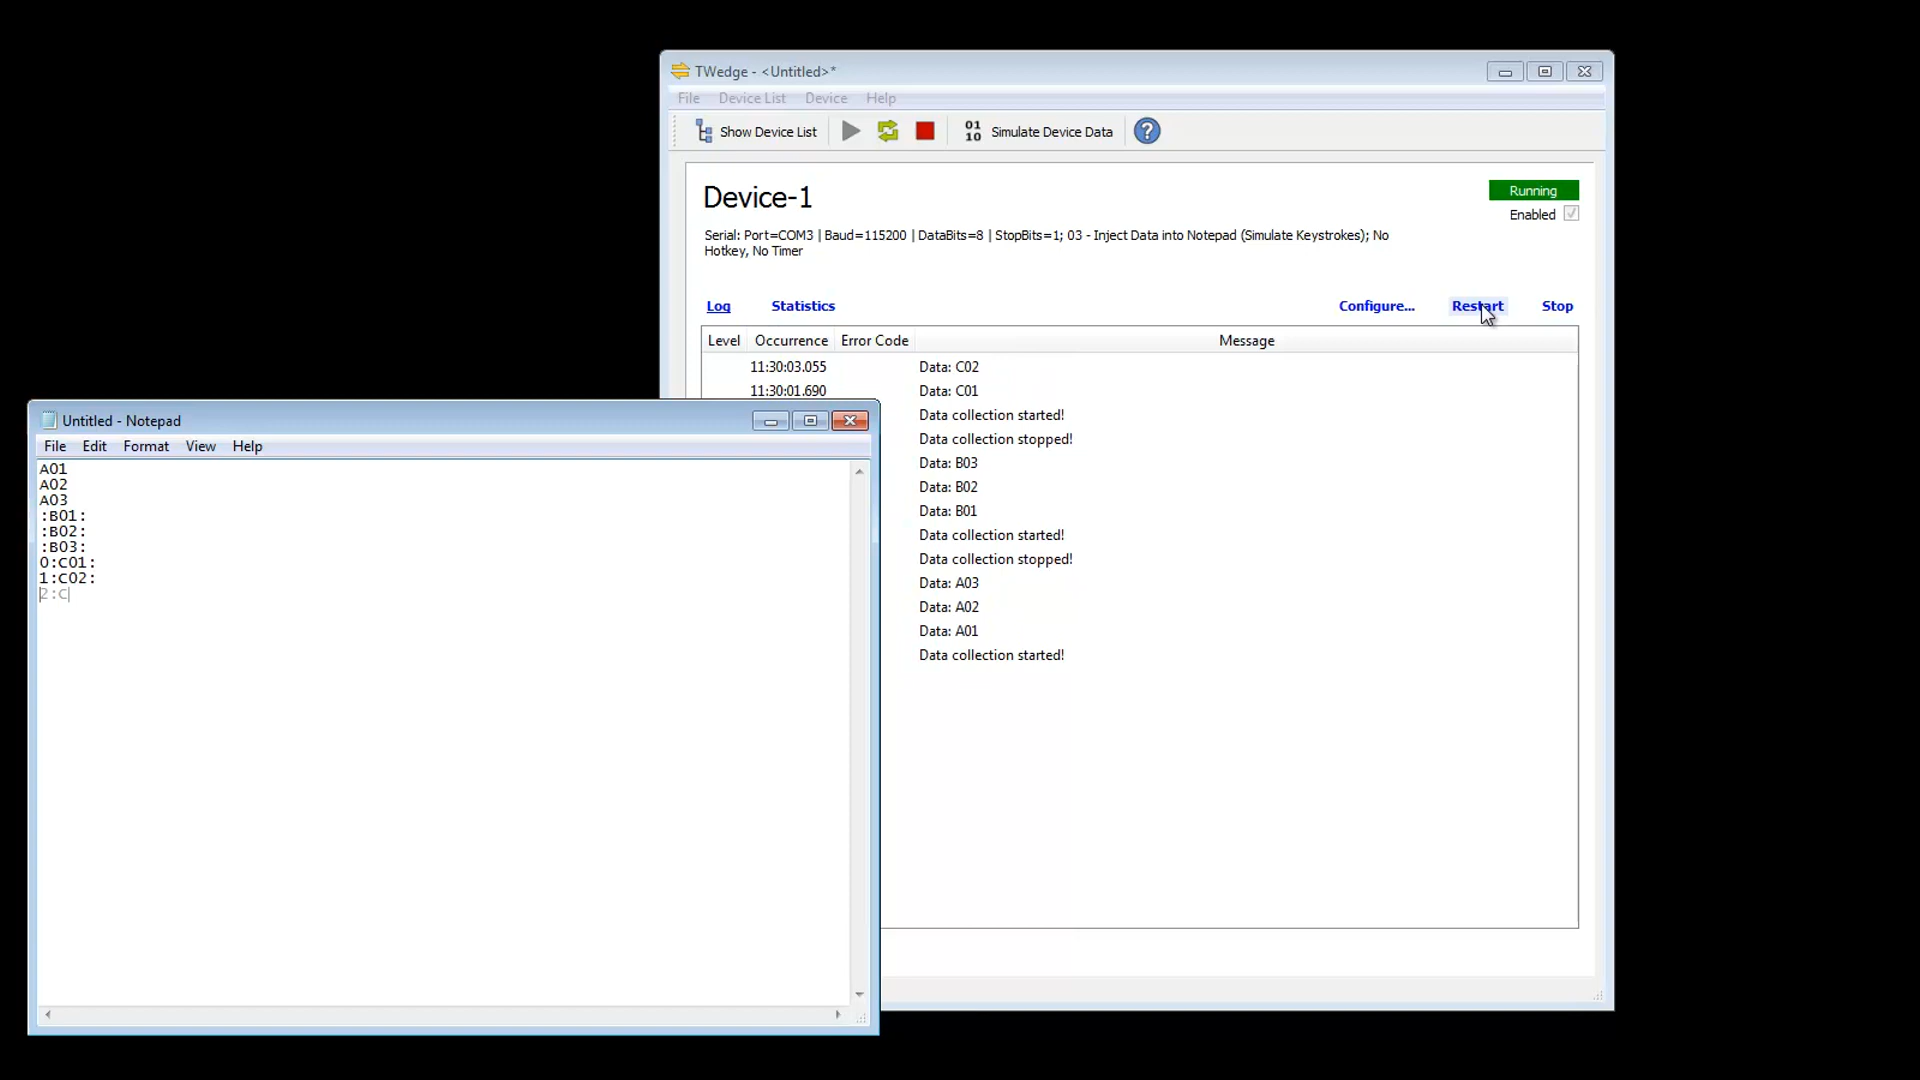 TWedge - <Untitled>*
File Device List Device Help
Show Device List 01 10 Simulate Device Data ?
Device-1
Running
Enabled
Serial: Port=COM3 | Baud=115200 | DataBits=8 | StopBits=1; 03 - Inject Data into Notepad (Simulate Keystrokes); No
Hotkey, No Timer
Log Statistics Configure... Restart Stop
Level Occurrence Error Code Message
11:30:03.055 Data: C02
11:30:01.690 Data: C01
Data collection started!
Data collection stopped!
Data: B03
Data: B02
Data: B01
Data collection started!
Data collection stopped!
Data: A03
Data: A02
Data: A01
Data collection started!
Untitled - Notepad
File Edit Format View Help
A01
A02
A03
:B01:
:B02:
:B03:
0:C01:
1:C02:
2:C